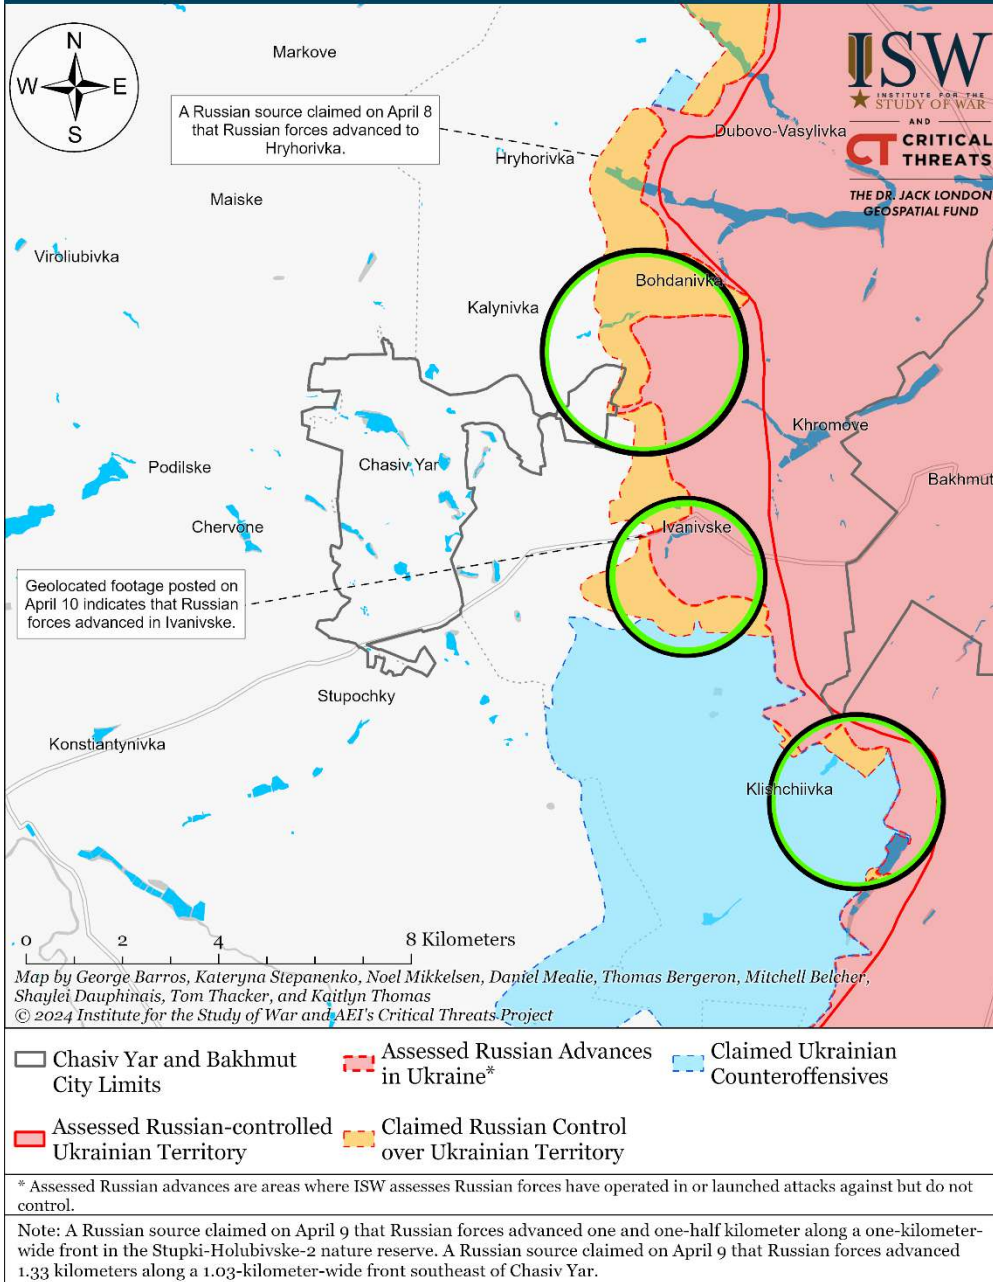 N
W
E
S
Markove
ISW
INSTITUTE FOR THE
STUDY OF WAR
AND
CT CRITICAL
THREATS
THE DR. JACK LONDON
GEOSPATIAL FUND
A Russian source claimed on April 8
that Russian forces advanced to
Hryhorivka.
Dubovo-Vasylivka
Hryhorivka
Maiske
Viroliubivka
Bohdanivka
Kalynivka
Khromove
Podilske
Chasiv Yar
Bakhmut
Chervone
Ivanivske
Geolocated footage posted on
April 10 indicates that Russian
forces advanced in Ivanivske.
Stupochky
Konstiantynivka
Klishchiivka
0 2 4 8 Kilometers
Map by George Barros, Kateryna Stepanenko, Noel Mikkelsen, Daniel Mealie, Thomas Bergeron, Mitchell Belcher,
Shaylei Dauphinais, Tom Thacker, and Kaitlyn Thomas
© 2024 Institute for the Study of War and AEI's Critical Threats Project
Chasiv Yar and Bakhmut
City Limits
Assessed Russian Advances
in Ukraine*
Claimed Ukrainian
Counteroffensives
Assessed Russian-controlled
Ukrainian Territory
Claimed Russian Control
over Ukrainian Territory
* Assessed Russian advances are areas where ISW assesses Russian forces have operated in or launched attacks against but do not
control.
Note: A Russian source claimed on April 9 that Russian forces advanced one and one-half kilometer along a one-kilometer-
wide front in the Stupki-Holubivske-2 nature reserve. A Russian source claimed on April 9 that Russian forces advanced
1.33 kilometers along a 1.03-kilometer-wide front southeast of Chasiv Yar.